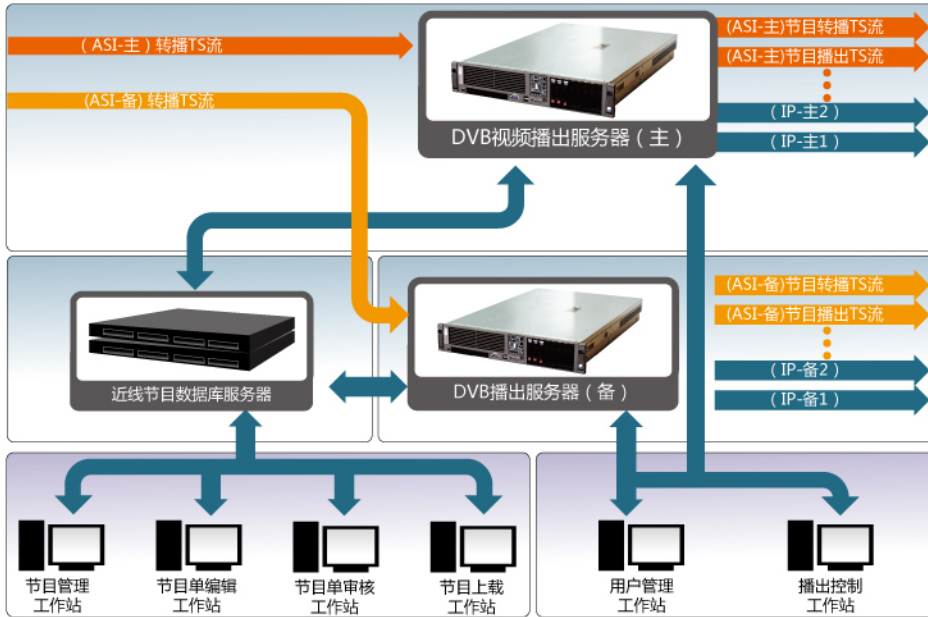 （ASI-主）转播TS流
(ASI-主)节目转播TS流
(ASI-主)节目播出TS流
(ASI-备) 转播TS流
（IP-主2）
（IP-主1）
DVB视频播出服务器（主）
(ASI-备)节目转播TS流
(ASI-备)节目播出TS流
（IP-备2）
（IP-备1）
近线节目数据库服务器
DVB播出服务器（备）
节目管理
工作站
节目单编辑
工作站
节目单审核
工作站
节目上载
工作站
用户管理
工作站
播出控制
工作站